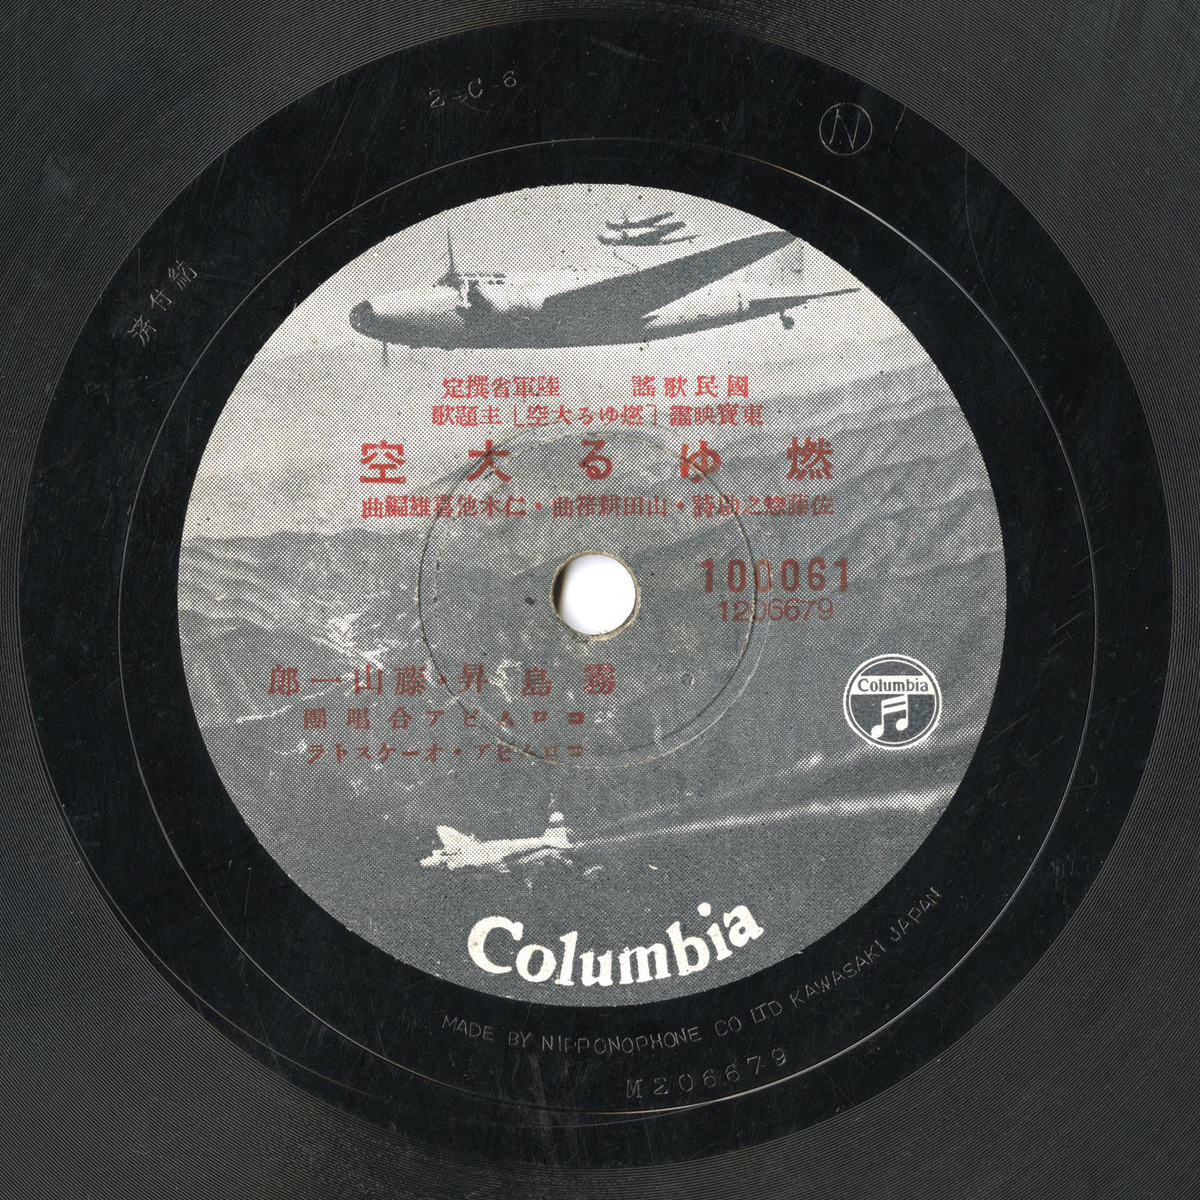 2-C-6
N
納付済
國民歌謠　陸軍省撰定
東寶映畫「燃ゆる大空」主題歌
燃ゆる大空
佐藤惣之助詩・山田耕筰曲・仁木他喜雄編曲
100061
1206679
Columbia
霧島昇・藤山一郎
コロムビア合唱團
コロムビア・オーケストラ
Columbia
MADE BY NIPPONOPHONE CO LTD KAWASAKI JAPAN
M206679